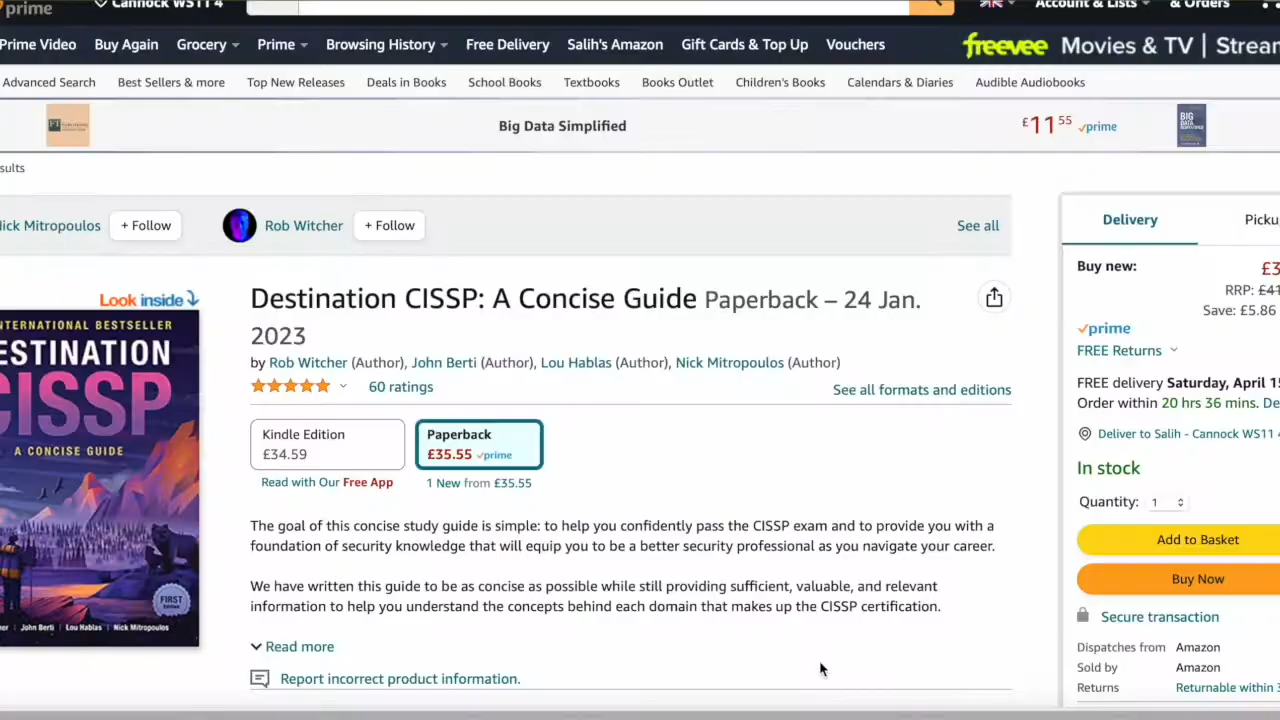 prime
Cannock WS11 4
Account & Lists
& Orders
Prime Video Buy Again Grocery Prime Browsing History Free Delivery Salih's Amazon Gift Cards & Top Up Vouchers
freevee Movies & TV | Stream
Advanced Search Best Sellers & more Top New Releases Deals in Books School Books Textbooks Books Outlet Children's Books Calendars & Diaries Audible Audiobooks
Big Data Simplified
£11 55 prime
BIG DATA
sults
Nick Mitropoulos + Follow
Rob Witcher + Follow
See all
Look inside
INTERNATIONAL BESTSELLER
DESTINATION
CISSP
A CONCISE GUIDE
FIRST
Edition
John Berti | Lou Hablas | Nick Mitropoulos
Destination CISSP: A Concise Guide Paperback – 24 Jan.
2023
by Rob Witcher (Author), John Berti (Author), Lou Hablas (Author), Nick Mitropoulos (Author)
60 ratings
See all formats and editions
Kindle Edition
£34.59
Read with Our Free App
Paperback
£35.55 prime
1 New from £35.55
The goal of this concise study guide is simple: to help you confidently pass the CISSP exam and to provide you with a
foundation of security knowledge that will equip you to be a better security professional as you navigate your career.
We have written this guide to be as concise as possible while still providing sufficient, valuable, and relevant
information to help you understand the concepts behind each domain that makes up the CISSP certification.
Read more
Report incorrect product information.
Delivery
Picku
Buy new:
£3
RRP: £41
Save: £5.86
prime
FREE Returns
FREE delivery Saturday, April 15
Order within 20 hrs 36 mins. De
Deliver to Salih - Cannock WS11 4
In stock
Quantity: 1
Add to Basket
Buy Now
Secure transaction
Dispatches from Amazon
Sold by Amazon
Returns Returnable within 3